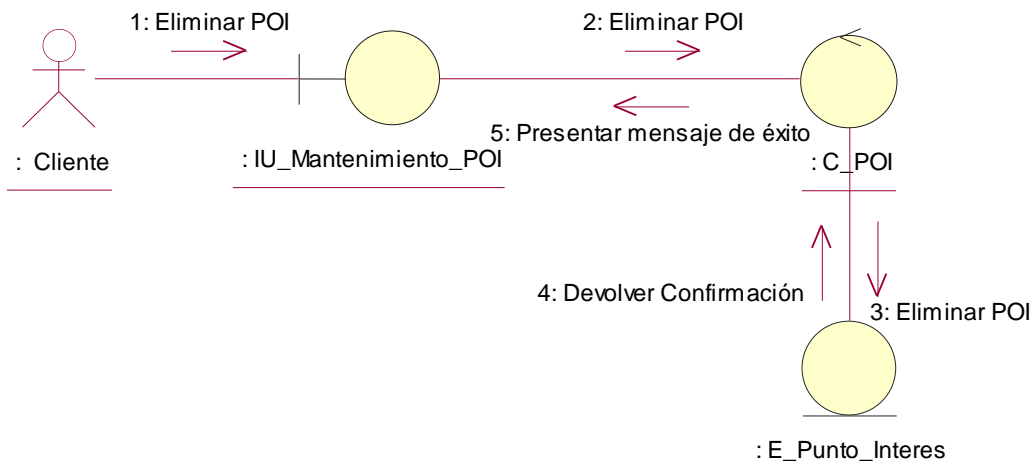 1: Eliminar POI
2: Eliminar POI
5: Presentar mensaje de éxito
: Cliente
: IU_Mantenimiento_POI
: C_POI
4: Devolver Confirmación
3: Eliminar POI
: E_Punto_Interes